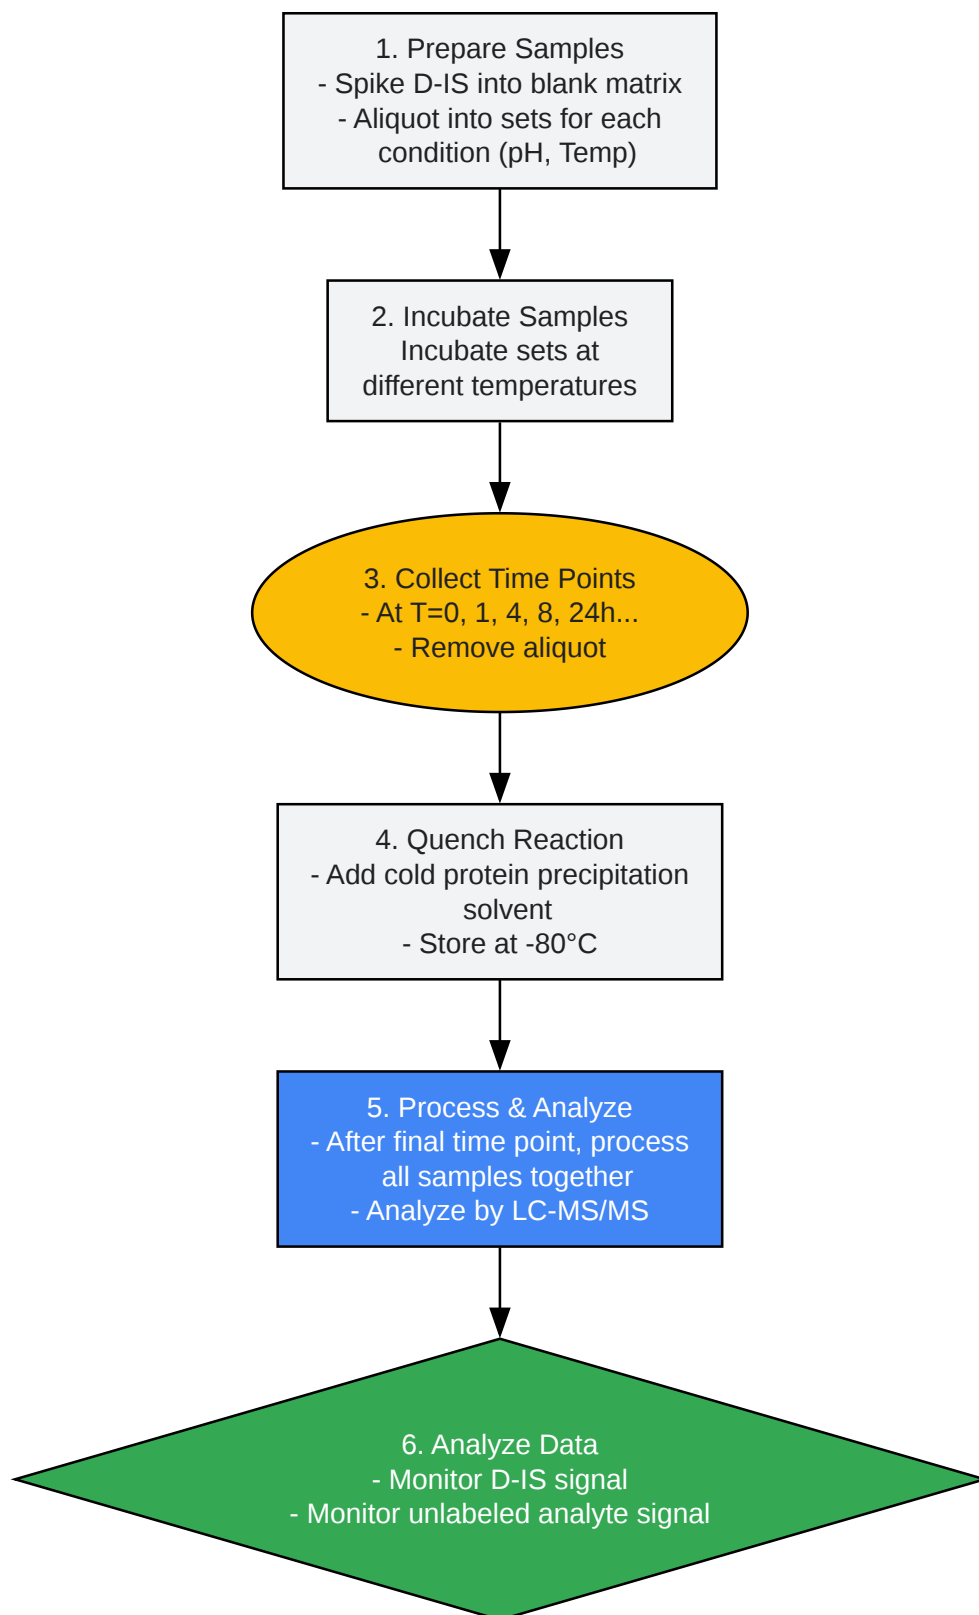 1. Prepare Samples
- Spike D-IS into blank matrix
- Aliquot into sets for each
condition (pH, Temp)
2. Incubate Samples
Incubate sets at
different temperatures
3. Collect Time Points
- At T=0, 1, 4, 8, 24h...
- Remove aliquot
4. Quench Reaction
- Add cold protein precipitation
solvent
- Store at -80°C
5. Process & Analyze
- After final time point, process
all samples together
- Analyze by LC-MS/MS
6. Analyze Data
- Monitor D-IS signal
- Monitor unlabeled analyte signal